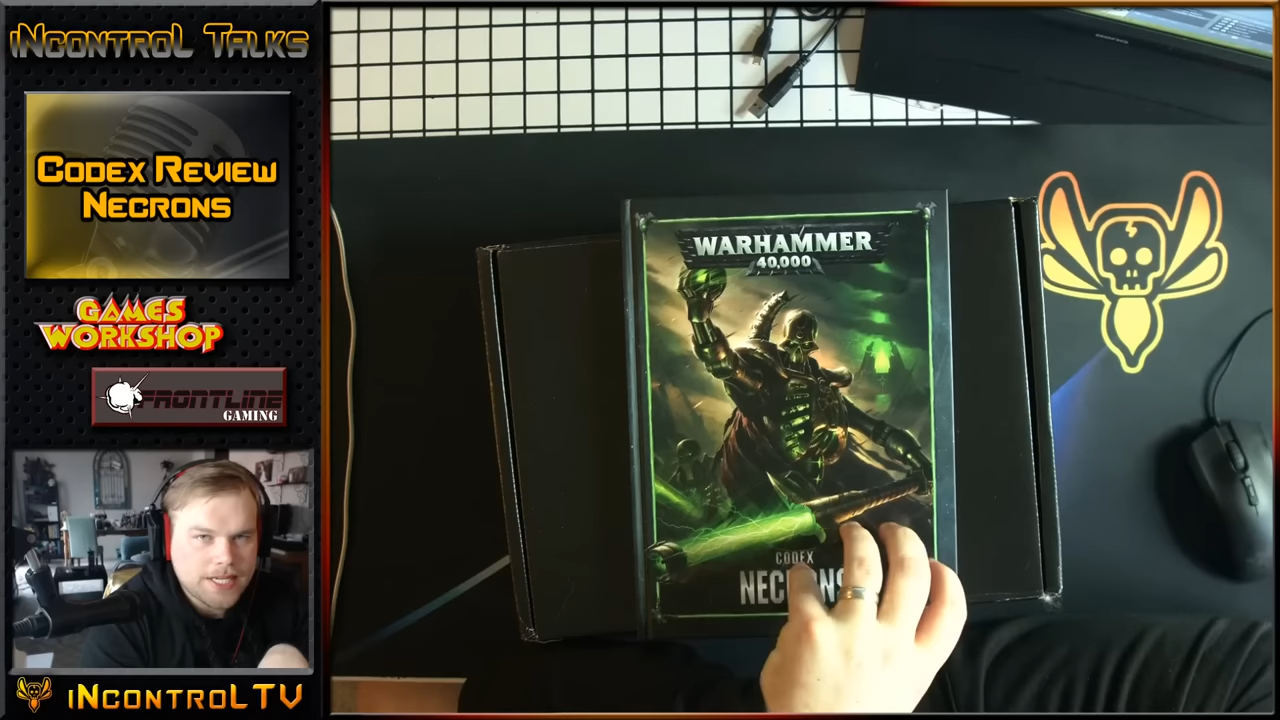 iNcontroL Talks
Codex Review
Necrons
GAMES
WORKSHOP
FRONTLINE
GAMING
iNcontroLTV
WARHAMMER
40,000
CODEX